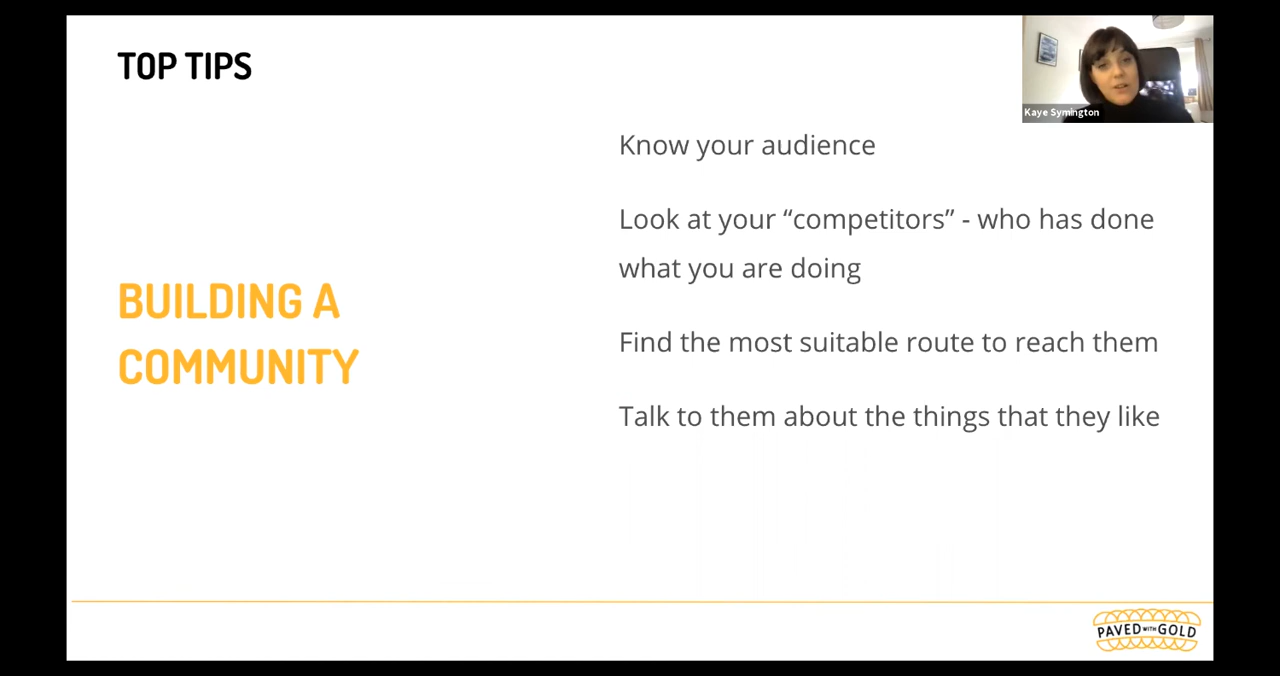 TOP TIPS
Kaye Symington
Know your audience
Look at your “competitors” - who has done
what you are doing
BUILDING A
COMMUNITY
Find the most suitable route to reach them
Talk to them about the things that they like
PAVED WITH GOLD